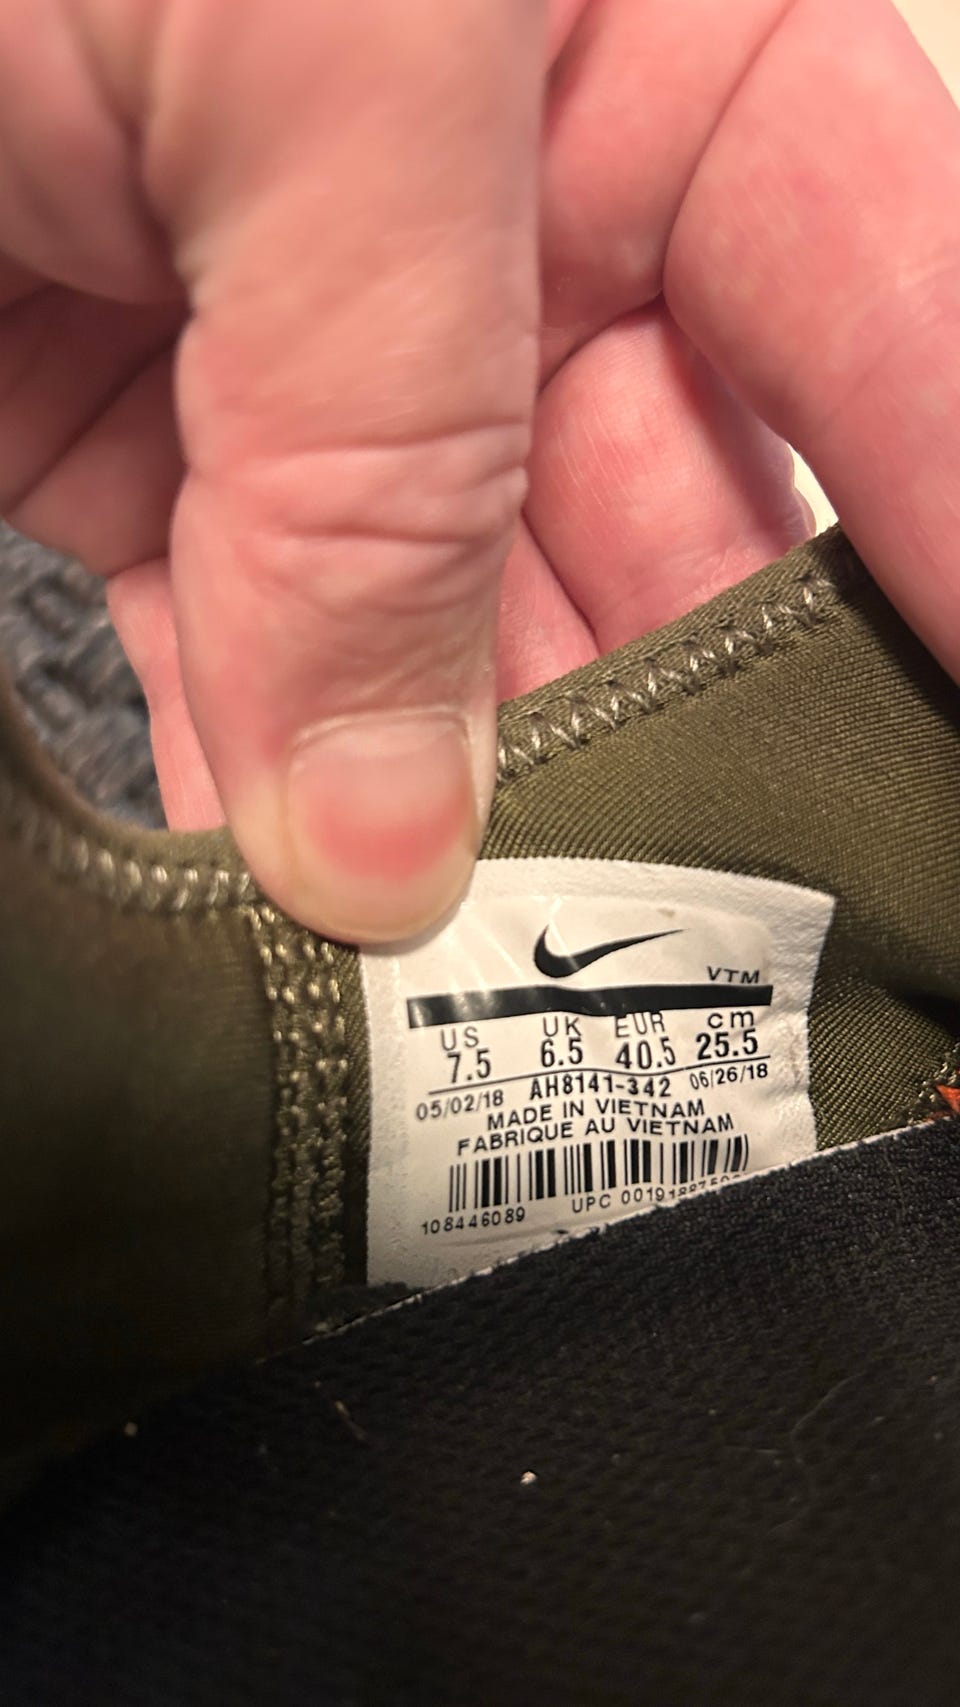 VTM
US UK EUR cm
7.5 6.5 40.5 25.5
05/02/18 AH8141-342 06/26/18
MADE IN VIETNAM
FABRIQUE AU VIETNAM
108446089 UPC